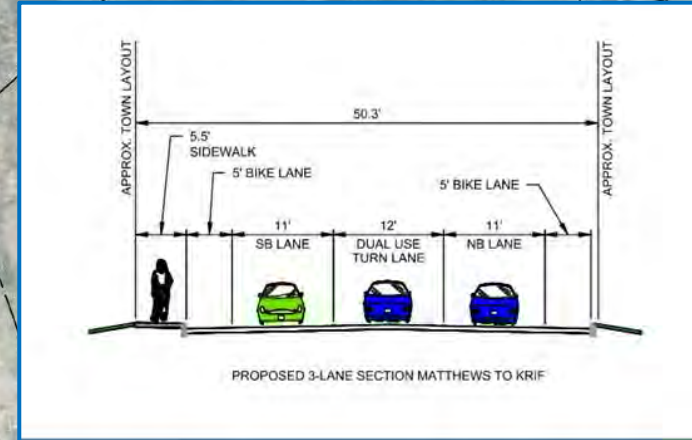 APPROX. TOWN LAYOUT
APPROX. TOWN LAYOUT
50.3'
5.5'
SIDEWALK
5' BIKE LANE
5' BIKE LANE
11'
SB LANE
12'
DUAL USE
TURN LANE
11'
NB LANE
PROPOSED 3-LANE SECTION MATTHEWS TO KRIF